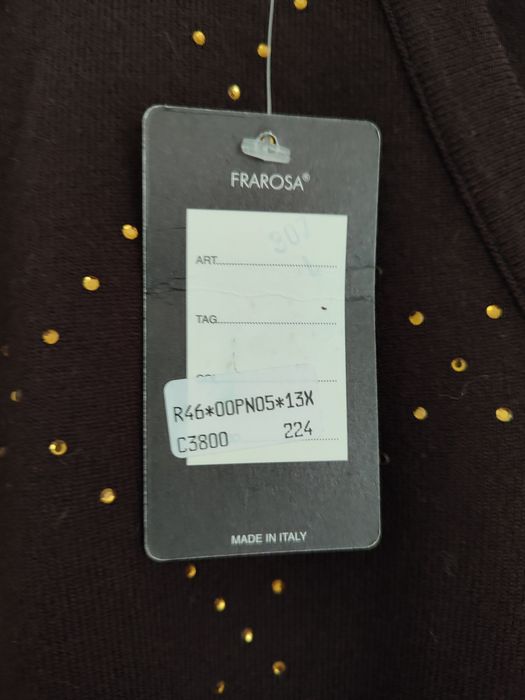 FRAROSA®
ART
TAG
R46*00PN05*13X
C3800 224
MADE IN ITALY